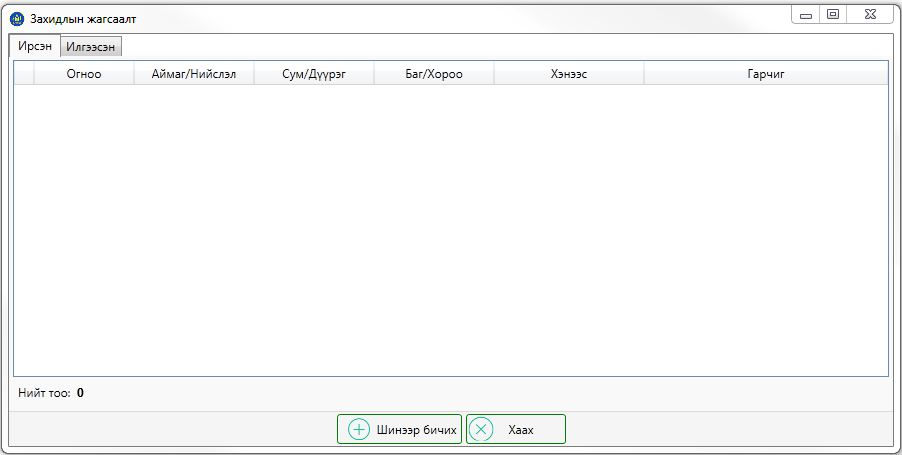 Захидлын жагсаалт
Ирсэн Илгээсэн
Огноо Аймаг/Нийслэл Сум/Дүүрэг Баг/Хороо Хэнээс Гарчиг
Нийт тоо: 0
Шинээр бичих Хаах